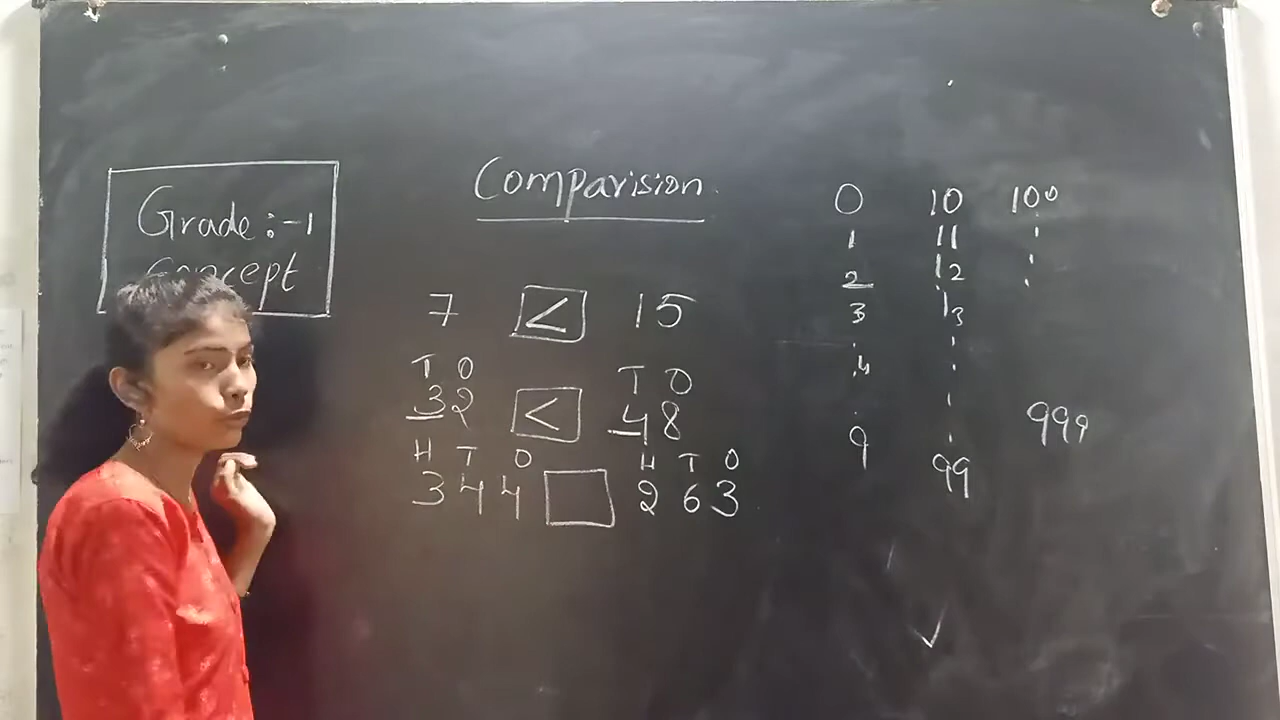 Grade :- 1
Concept
Comparision
7 < 15
T O T O
32 < 48
H T O H T O
344 263
0 10 100
1 11
2 12
3 13
4
9 99 999